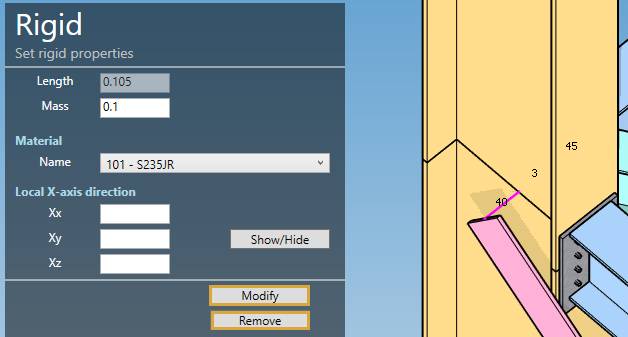 Rigid
Set rigid properties
Length 0.105
Mass 0.1
Material
Name 101 - S235JR
Local X-axis direction
Xx
Xy Show/Hide
Xz
Modify
Remove
45
3
40